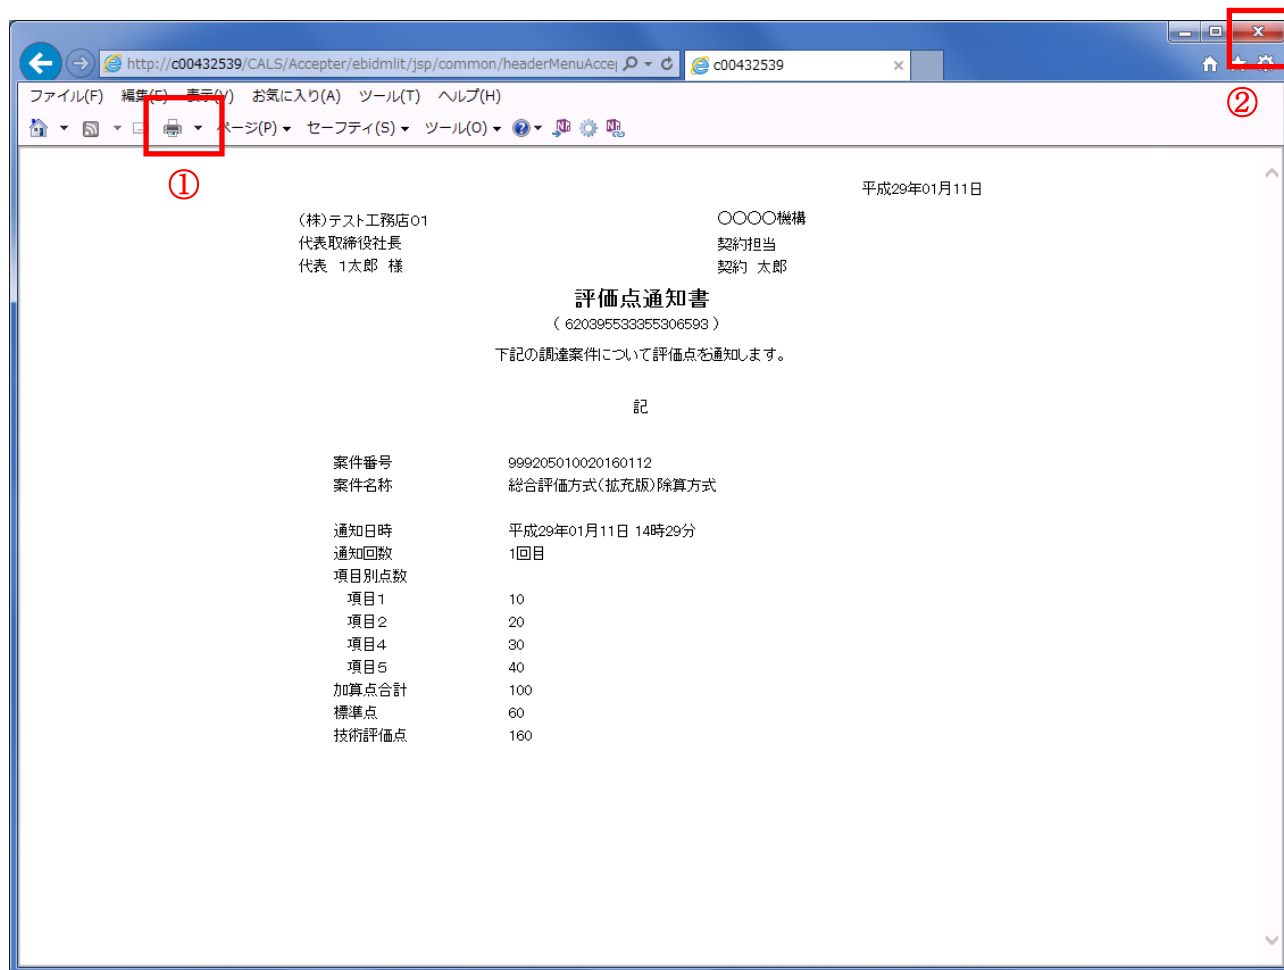 http://c00432539/CALS/Accepter/ebidmlit/jsp/common/headerMenuAccep
c00432539
ファイル(F) 編集(E) 表示(V) お気に入り(A) ツール(T) ヘルプ(H)
②
ページ(P) セーフティ(S) ツール(O)
①
平成29年01月11日
(株)テスト工務店01
〇〇〇〇機構
代表取締役社長
契約担当
代表 1太郎 様
契約 太郎
評価点通知書
( 620395533355306593 )
下記の調達案件について評価点を通知します。
記
案件番号 999205010020160112
案件名称 総合評価方式(拡充版)除算方式
通知日時 平成29年01月11日 14時29分
通知回数 1回目
項目別点数
項目1 10
項目2 20
項目4 30
項目5 40
加算点合計 100
標準点 60
技術評価点 160